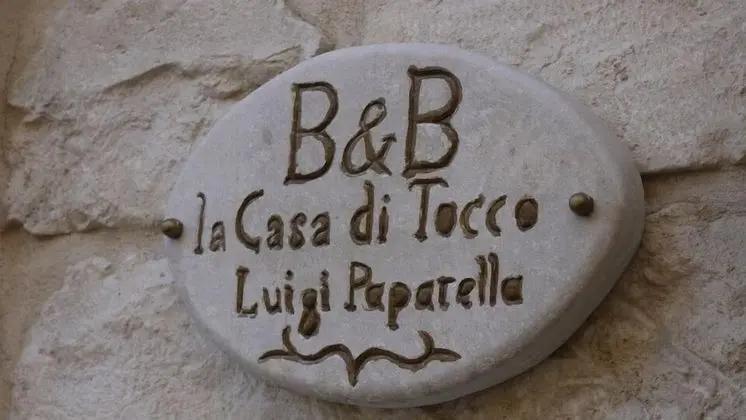 B&B
la Casa di Tocco
Luigi Paparella